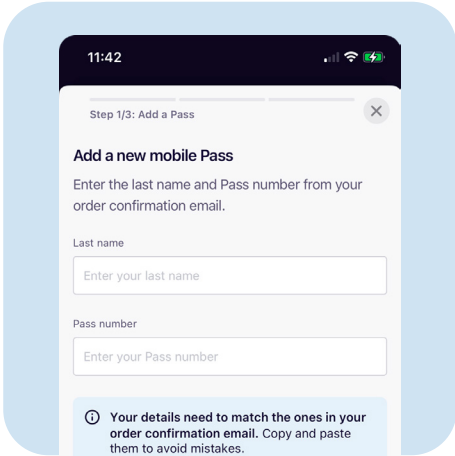 11:42
Step 1/3: Add a Pass
Add a new mobile Pass
Enter the last name and Pass number from your
order confirmation email.
Last name
Enter your last name
Pass number
Enter your Pass number
Your details need to match the ones in your
order confirmation email. Copy and paste
them to avoid mistakes.